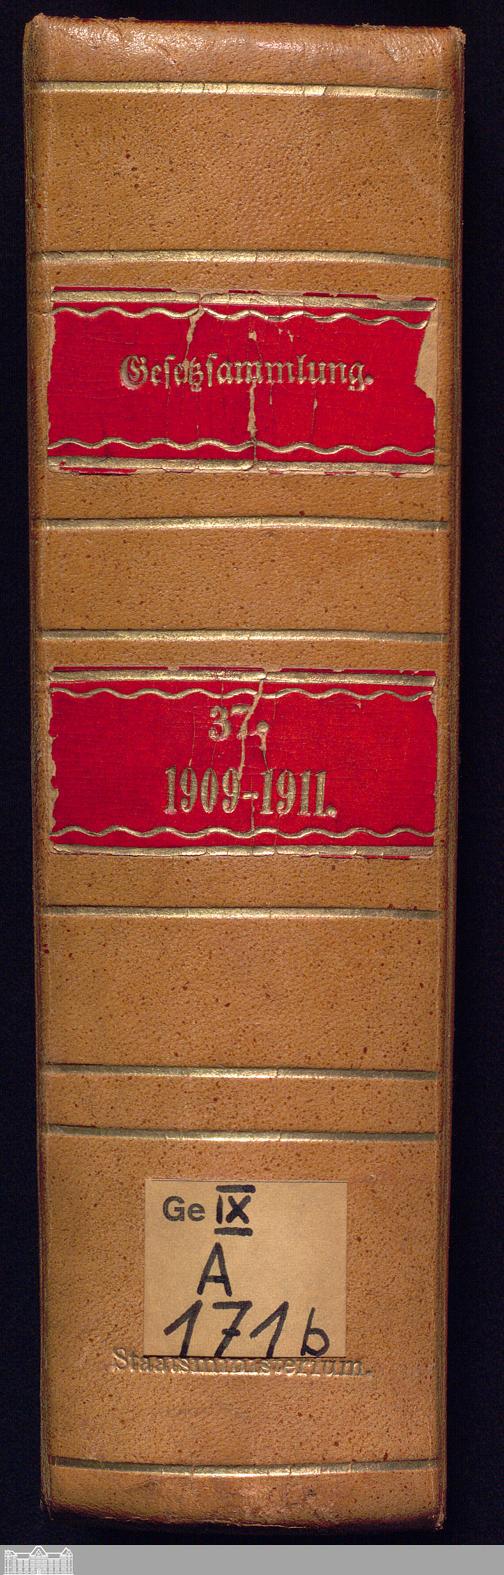 Gesetzsammlung.
37.
1909-1911.
Ge IX
A
171b
Staatsministerium.